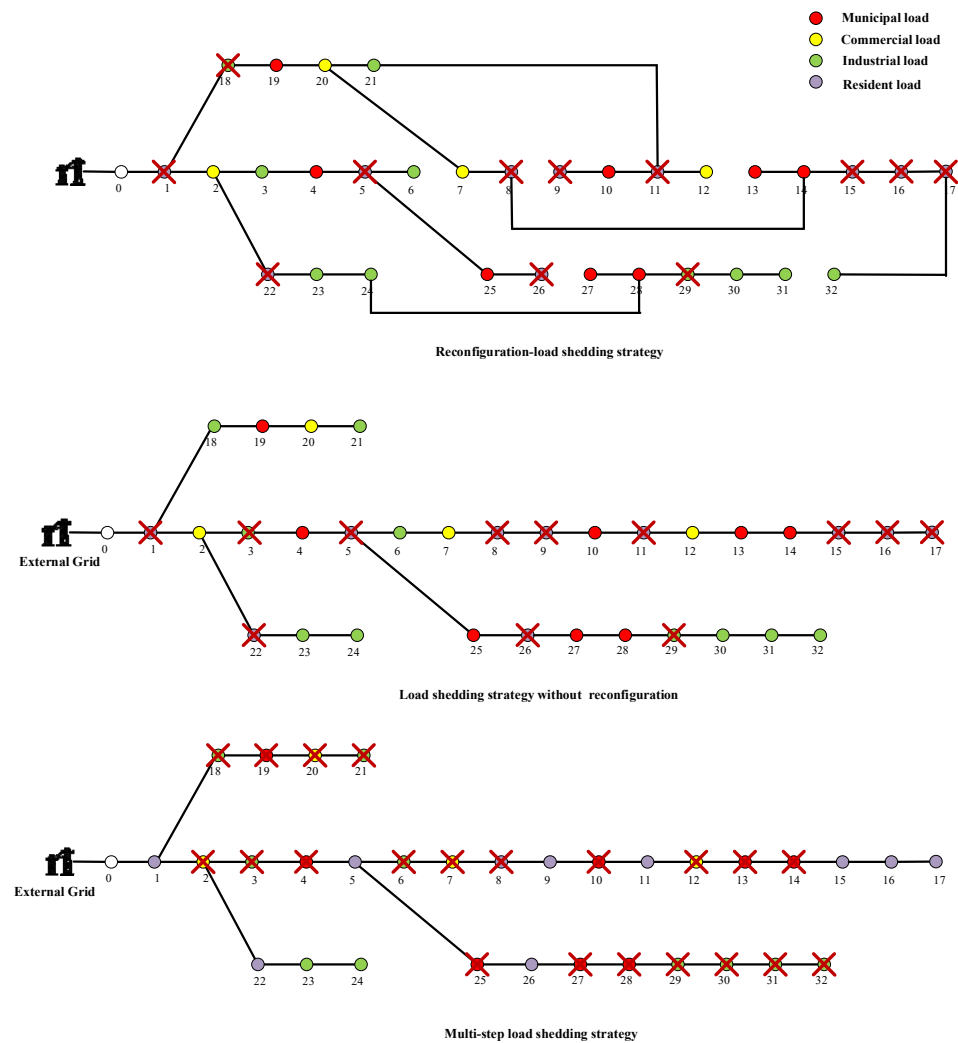 Municipal load
Commercial load
Industrial load
Resident load
18 19 20 21
0 1 2 3 4 5 6 7 8 9 10 11 12 13 14 15 16 17
22 23 24 25 26 27 28 29 30 31 32
Reconfiguration-load shedding strategy
18 19 20 21
0 1 2 3 4 5 6 7 8 9 10 11 12 13 14 15 16 17
External Grid
22 23 24 25 26 27 28 29 30 31 32
Load shedding strategy without reconfiguration
18 19 20 21
0 1 2 3 4 5 6 7 8 9 10 11 12 13 14 15 16 17
External Grid
22 23 24 25 26 27 28 29 30 31 32
Multi-step load shedding strategy